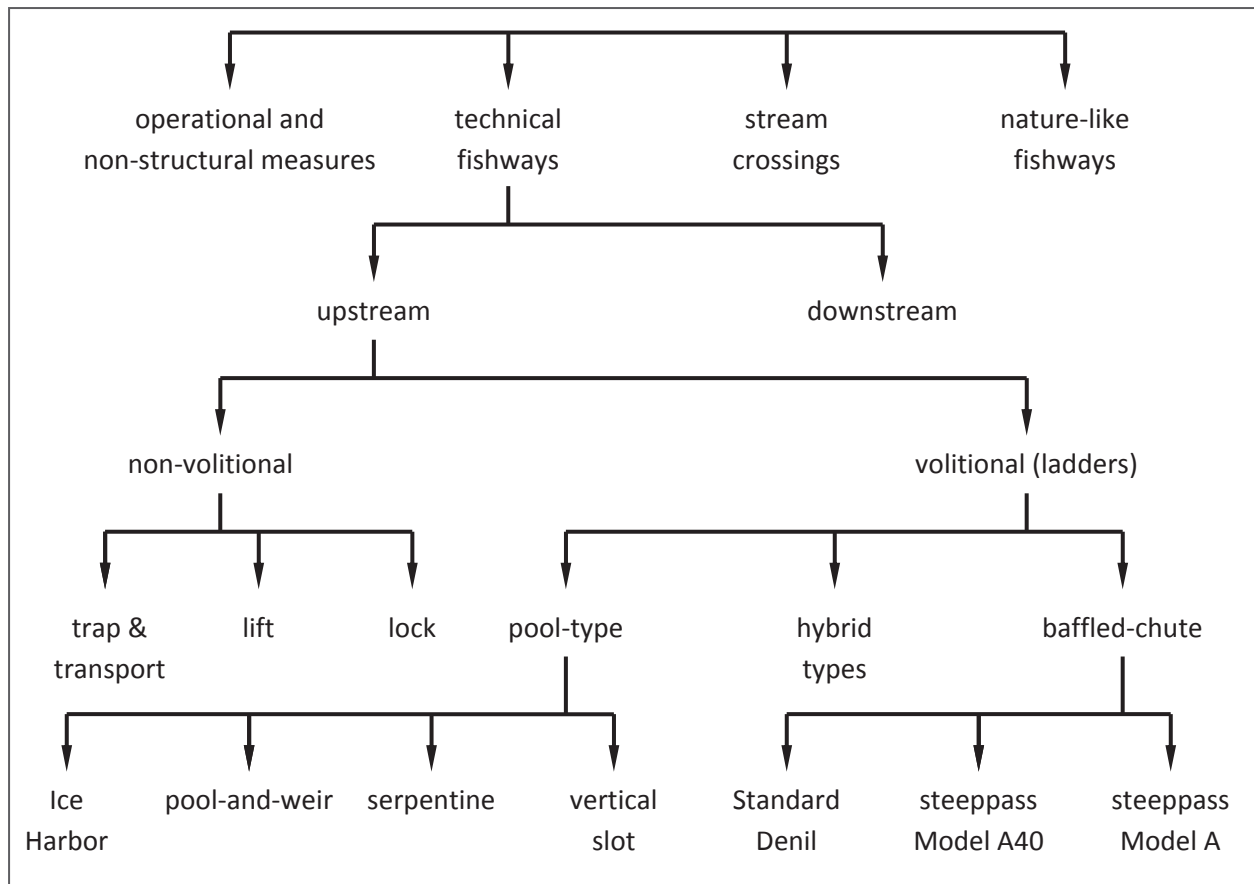 operational and
non-structural measures
technical
fishways
stream
crossings
nature-like
fishways
upstream
downstream
non-volitional
volitional (ladders)
trap &
transport
lift
lock
pool-type
hybrid
types
baffled-chute
Ice
Harbor
pool-and-weir
serpentine
vertical
slot
Standard
Denil
steeppass
Model A40
steeppass
Model A